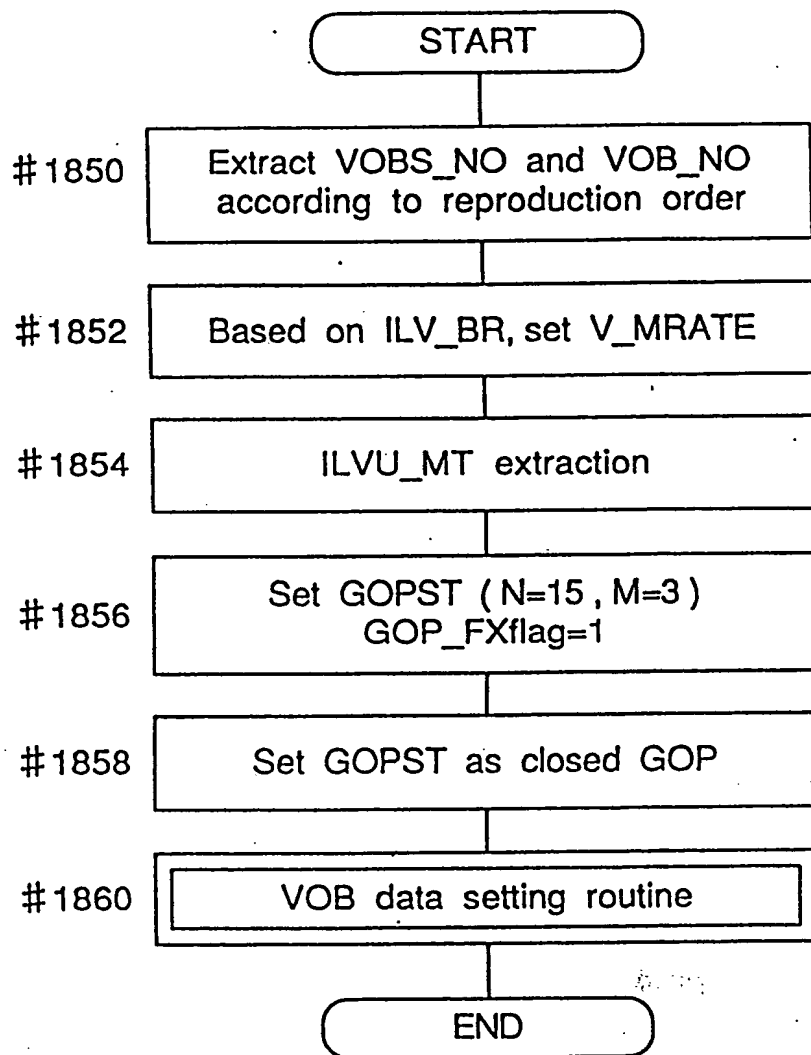 START
#1850
Extract VOBS_NO and VOB_NO
according to reproduction order
#1852
Based on ILV_BR, set V_MRATE
#1854
ILVU_MT extraction
#1856
Set GOPST (N=15, M=3)
GOP_FXflag=1
#1858
Set GOPST as closed GOP
#1860
VOB data setting routine
END